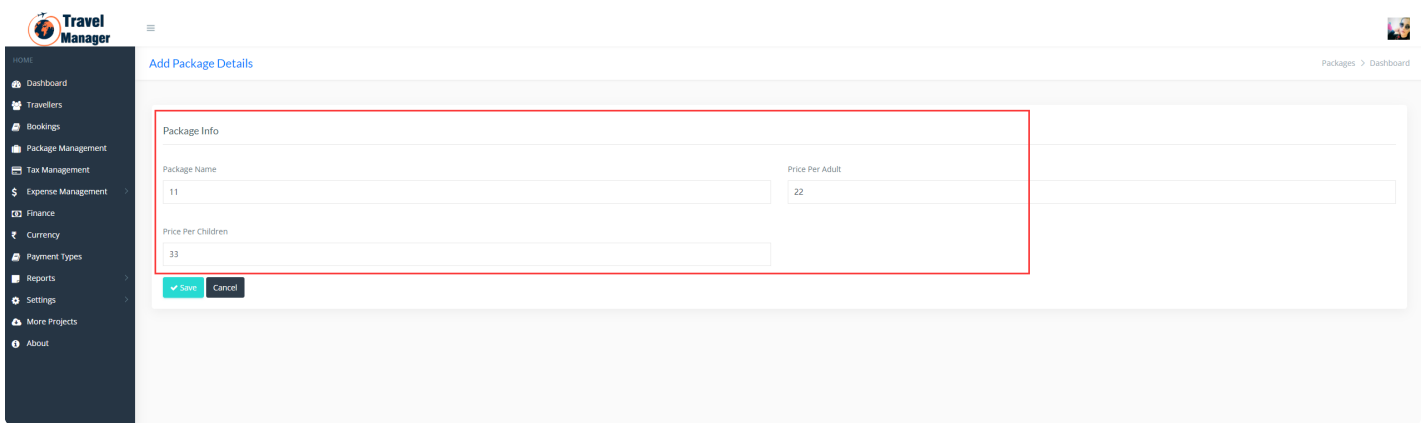 Travel
Manager
HOME
Add Package Details
Packages > Dashboard
Dashboard
Travellers
Bookings
Package Management
Tax Management
Expense Management
Finance
Currency
Payment Types
Reports
Settings
More Projects
About
Package Info
Package Name
Price Per Adult
11
22
Price Per Children
33
Save
Cancel